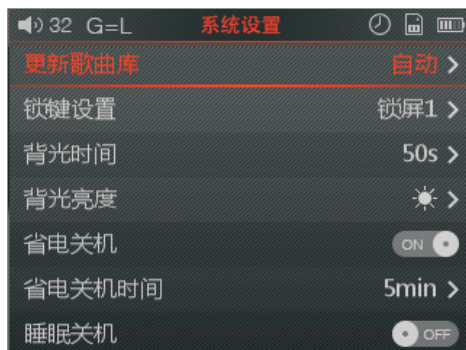 32 G=L 系统设置
更新歌曲库 自动 >
锁键设置 锁屏1 >
背光时间 50s >
背光亮度 >
省电关机 ON
省电关机时间 5min >
睡眠关机 OFF